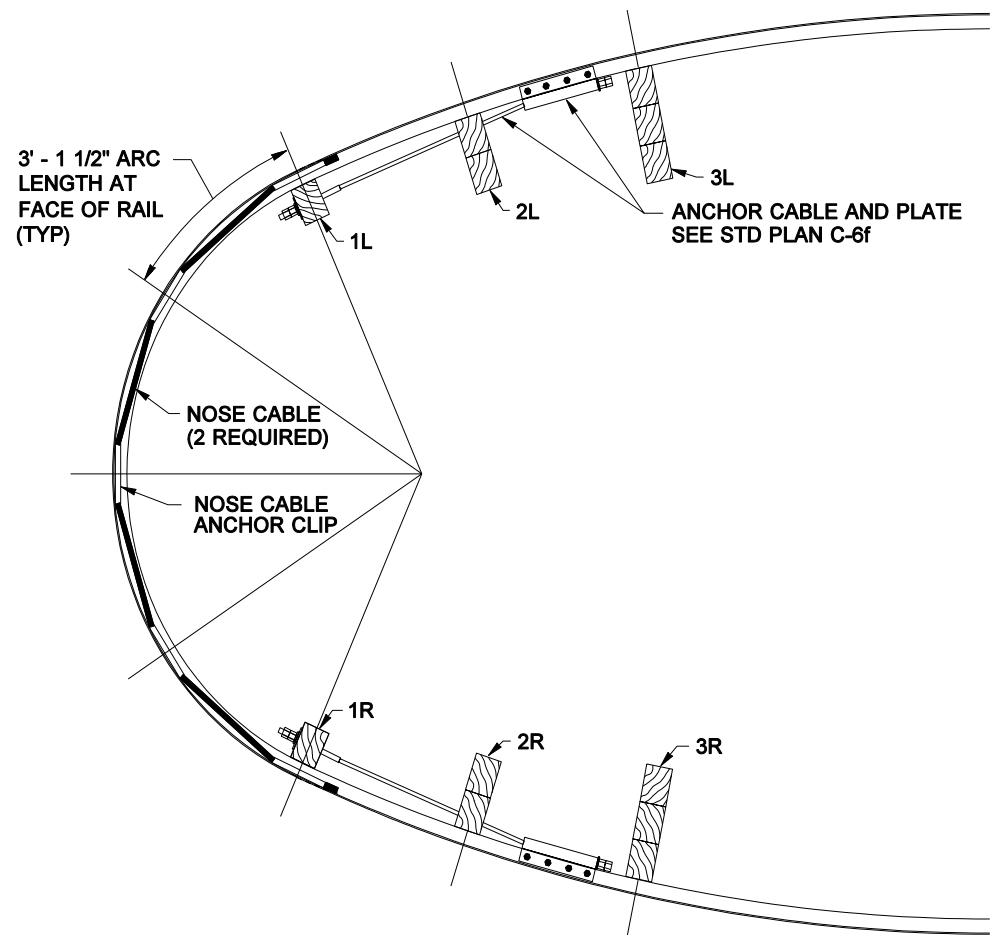 3' - 1 1/2" ARC
LENGTH AT
FACE OF RAIL
(TYP)
1L
2L
3L
ANCHOR CABLE AND PLATE
SEE STD PLAN C-6f
NOSE CABLE
(2 REQUIRED)
NOSE CABLE
ANCHOR CLIP
1R
2R
3R